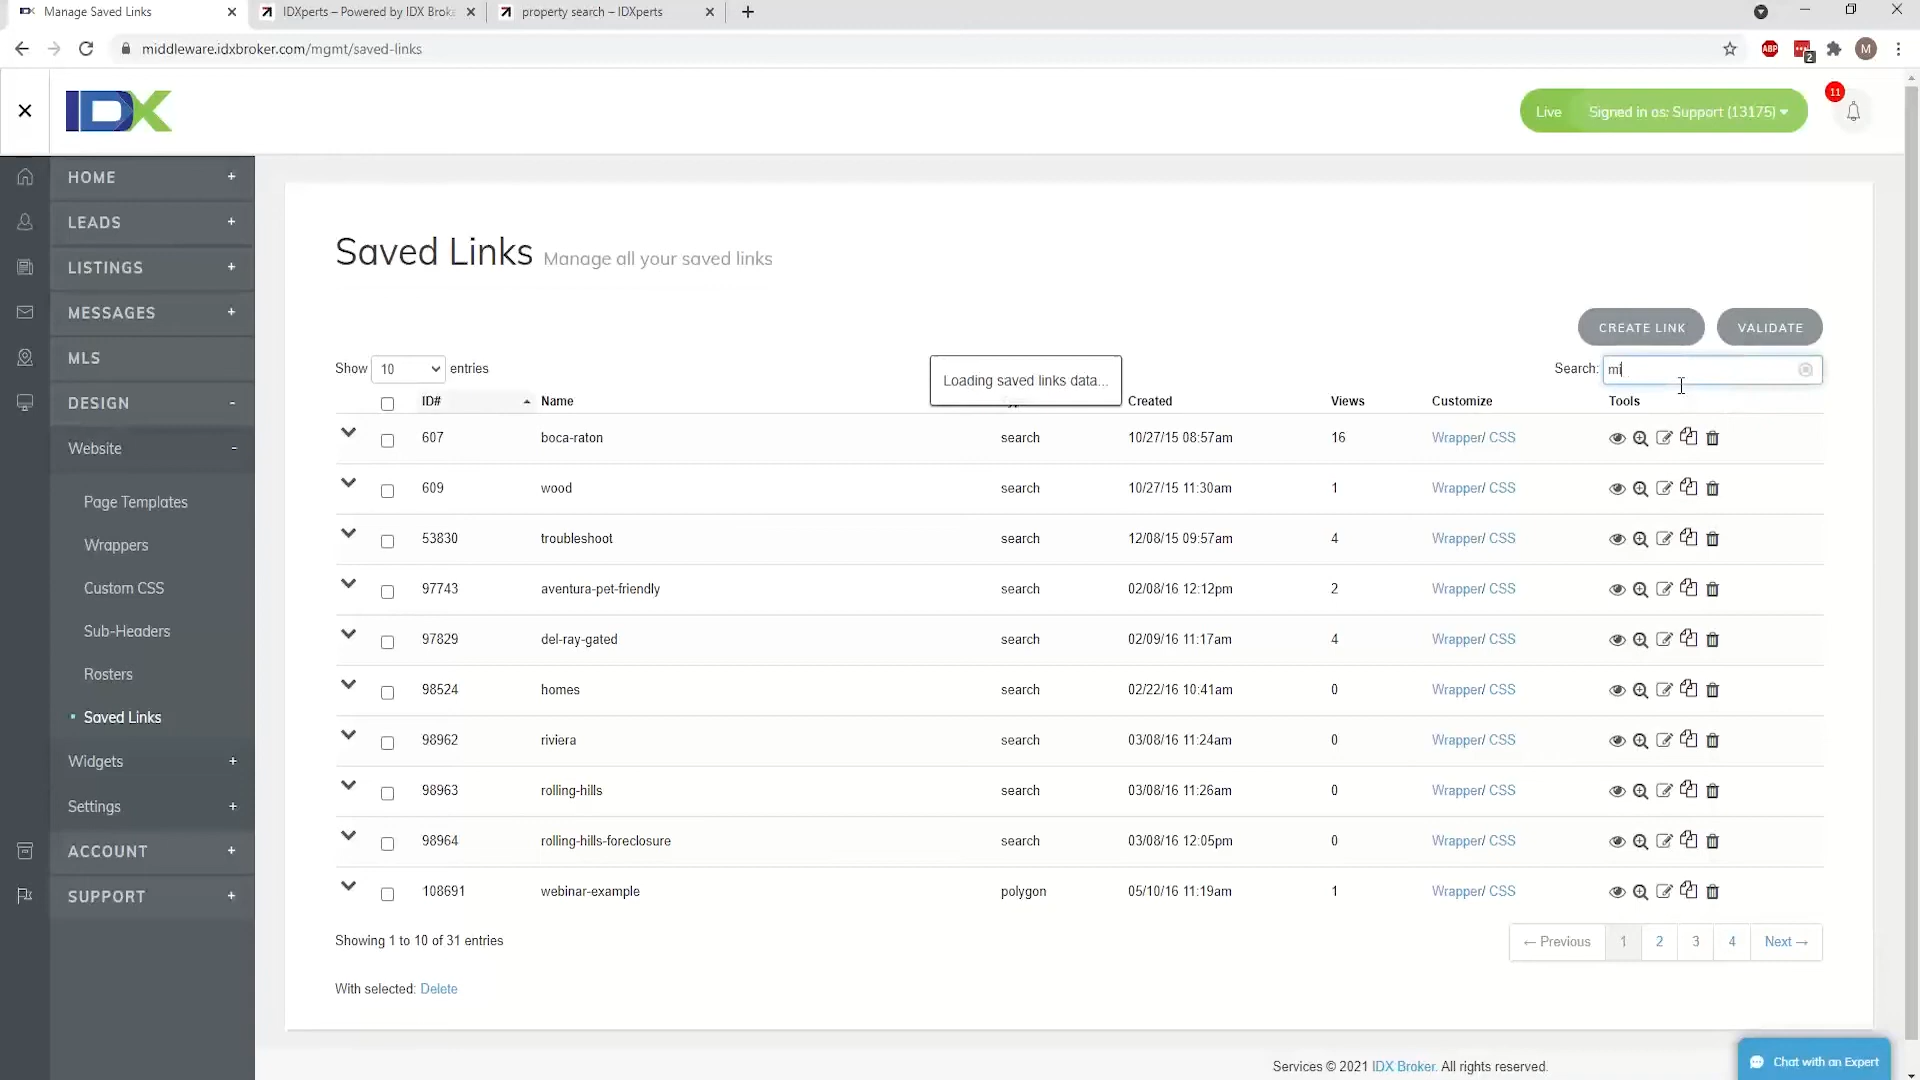 Manage Saved Links
IDXperts – Powered by IDX Broke
property search – IDXperts
middleware.idxbroker.com/mgmt/saved-links
ABP
2
M
IDX
Live Signed in as: Support (13175)
11
HOME +
LEADS +
LISTINGS +
MESSAGES +
MLS
DESIGN -
Website -
Page Templates
Wrappers
Custom CSS
Sub-Headers
Rosters
Saved Links
Widgets +
Settings +
ACCOUNT +
SUPPORT +
Saved Links Manage all your saved links
CREATE LINK VALIDATE
Show 10 entries
Search: mi
Loading saved links data...
ID# Name Created Views Customize Tools
607 boca-raton search 10/27/15 08:57am 16 Wrapper/ CSS
609 wood search 10/27/15 11:30am 1 Wrapper/ CSS
53830 troubleshoot search 12/08/15 09:57am 4 Wrapper/ CSS
97743 aventura-pet-friendly search 02/08/16 12:12pm 2 Wrapper/ CSS
97829 del-ray-gated search 02/09/16 11:17am 4 Wrapper/ CSS
98524 homes search 02/22/16 10:41am 0 Wrapper/ CSS
98962 riviera search 03/08/16 11:24am 0 Wrapper/ CSS
98963 rolling-hills search 03/08/16 11:26am 0 Wrapper/ CSS
98964 rolling-hills-foreclosure search 03/08/16 12:05pm 0 Wrapper/ CSS
108691 webinar-example polygon 05/10/16 11:19am 1 Wrapper/ CSS
Showing 1 to 10 of 31 entries
← Previous 1 2 3 4 Next →
With selected: Delete
Services © 2021 IDX Broker. All rights reserved.
Chat with an Expert